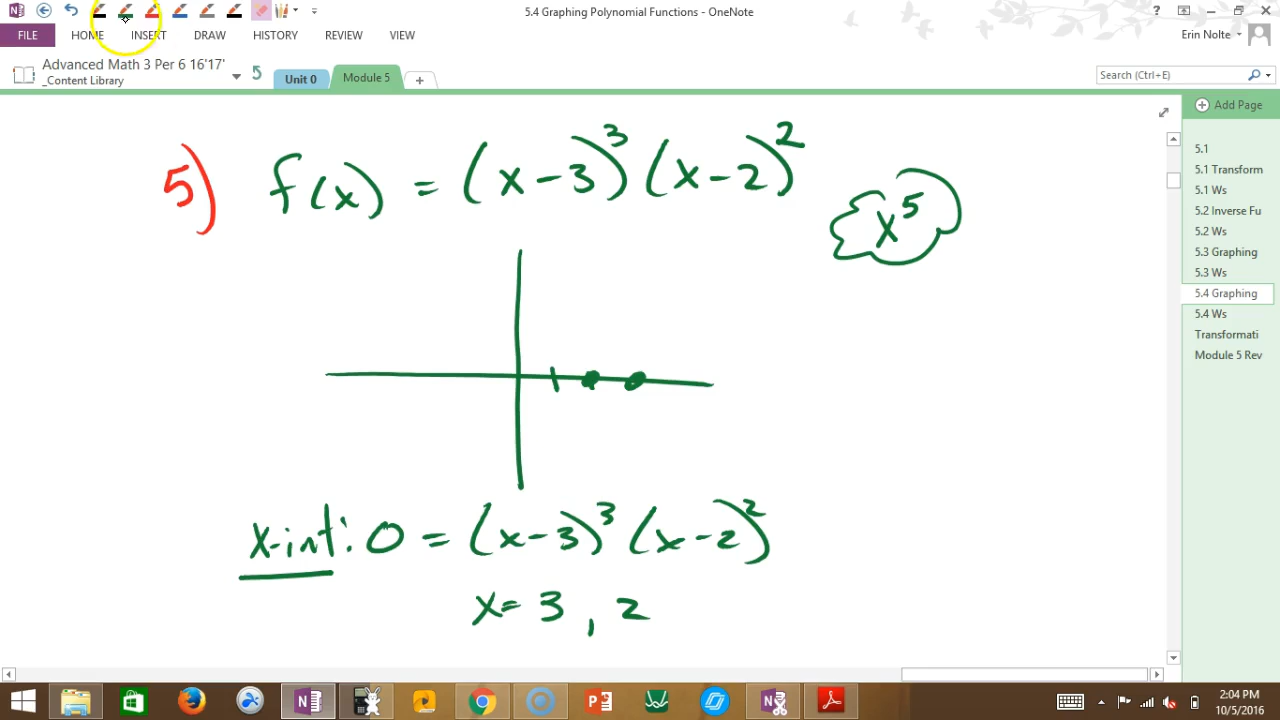 5.4 Graphing Polynomial Functions - OneNote
?
FILE HOME INSERT DRAW HISTORY REVIEW VIEW
Erin Nolte
Advanced Math 3 Per 6 16'17'
_Content Library
Unit 0
Module 5
+
Search (Ctrl+E)
Add Page
5.1
5.1 Transform
5.1 Ws
5.2 Inverse Fu
5.2 Ws
5.3 Graphing
5.3 Ws
5.4 Graphing
5.4 Ws
Transformati
Module 5 Rev
5) f(x) = (x-3)³(x-2)²
x⁵
x-int: 0 = (x-3)³(x-2)²
x= 3, 2
2:04 PM
10/5/2016